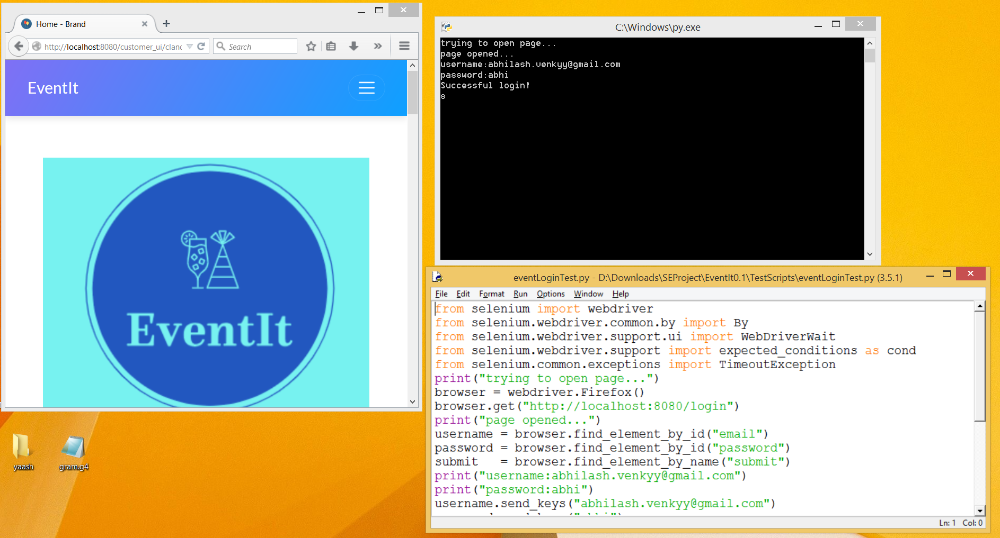 Home - Brand
http://localhost:8080/customer_ui/clanc
Search
EventIt
EventIt
yaash
gram.g4
C:\Windows\py.exe
trying to open page...
page opened...
username:abhilash.venkyy@gmail.com
password:abhi
Successful login!
s
eventLoginTest.py - D:\Downloads\SEProject\EventIt0.1\TestScripts\eventLoginTest.py (3.5.1)
File Edit Format Run Options Window Help
from selenium import webdriver
from selenium.webdriver.common.by import By
from selenium.webdriver.support.ui import WebDriverWait
from selenium.webdriver.support import expected_conditions as cond
from selenium.common.exceptions import TimeoutException
print("trying to open page...")
browser = webdriver.Firefox()
browser.get("http://localhost:8080/login")
print("page opened...")
username = browser.find_element_by_id("email")
password = browser.find_element_by_id("password")
submit   = browser.find_element_by_name("submit")
print("username:abhilash.venkyy@gmail.com")
print("password:abhi")
username.send_keys("abhilash.venkyy@gmail.com")
Ln: 1 Col: 0